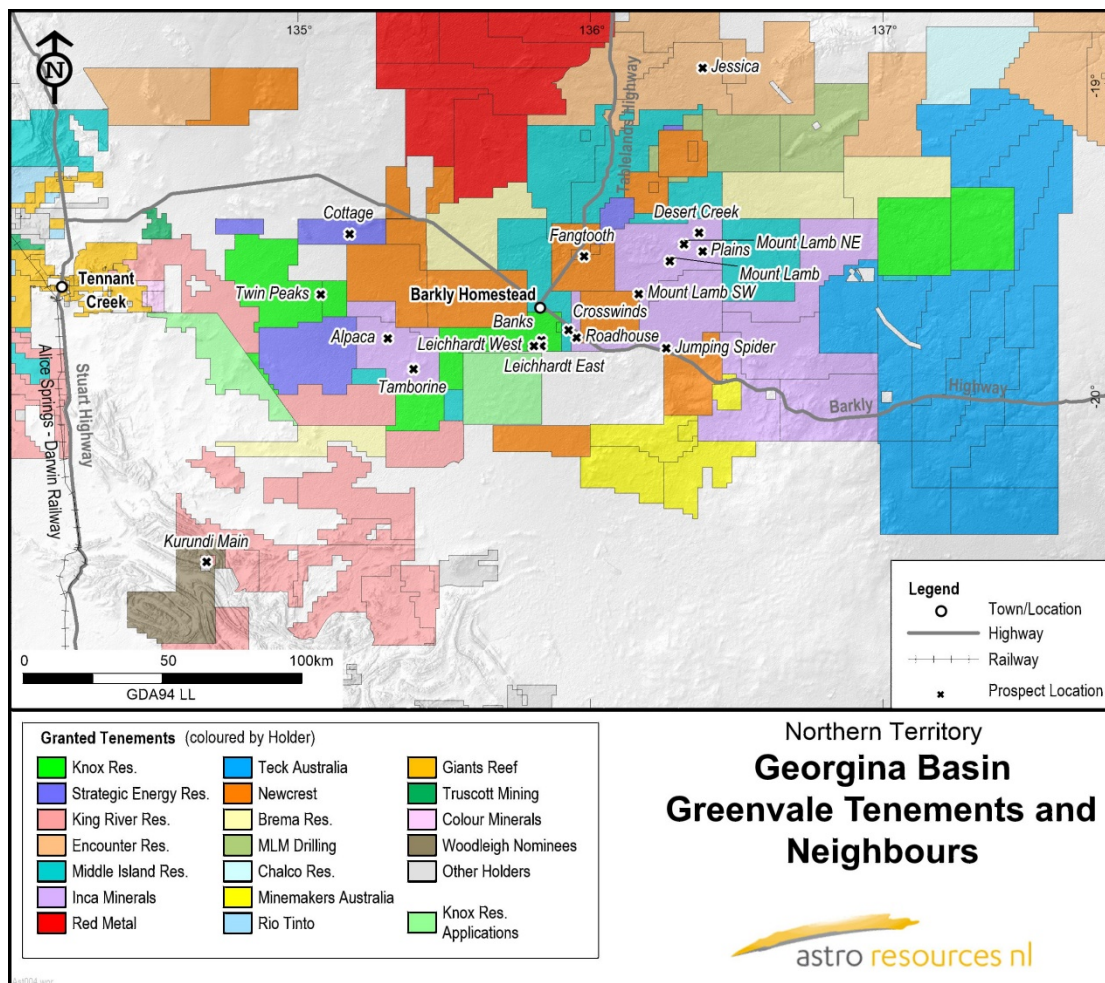 135°
136°
137°
N
Jessica
-19°
Tablelands Highway
Cottage
Desert Creek
Fangtooth
Mount Lamb NE
Plains
Mount Lamb
Tennant
Creek
Twin Peaks
Barkly Homestead
Mount Lamb SW
Banks
Crosswinds
Alpaca
Leichhardt West
Roadhouse
Jumping Spider
Leichhardt East
Tamborine
Stuart Highway
Alice Springs - Darwin Railway
Barkly
Highway
-20°
Kurundi Main
0 50 100km
GDA94 LL
Legend
Town/Location
Highway
Railway
Prospect Location
Granted Tenements (coloured by Holder)
Knox Res.
Strategic Energy Res.
King River Res.
Encounter Res.
Middle Island Res.
Inca Minerals
Red Metal
Teck Australia
Newcrest
Brema Res.
MLM Drilling
Chalco Res.
Minemakers Australia
Rio Tinto
Giants Reef
Truscott Mining
Colour Minerals
Woodleigh Nominees
Other Holders
Knox Res.
Applications
Northern Territory
Georgina Basin
Greenvale Tenements and
Neighbours
astro resources nl